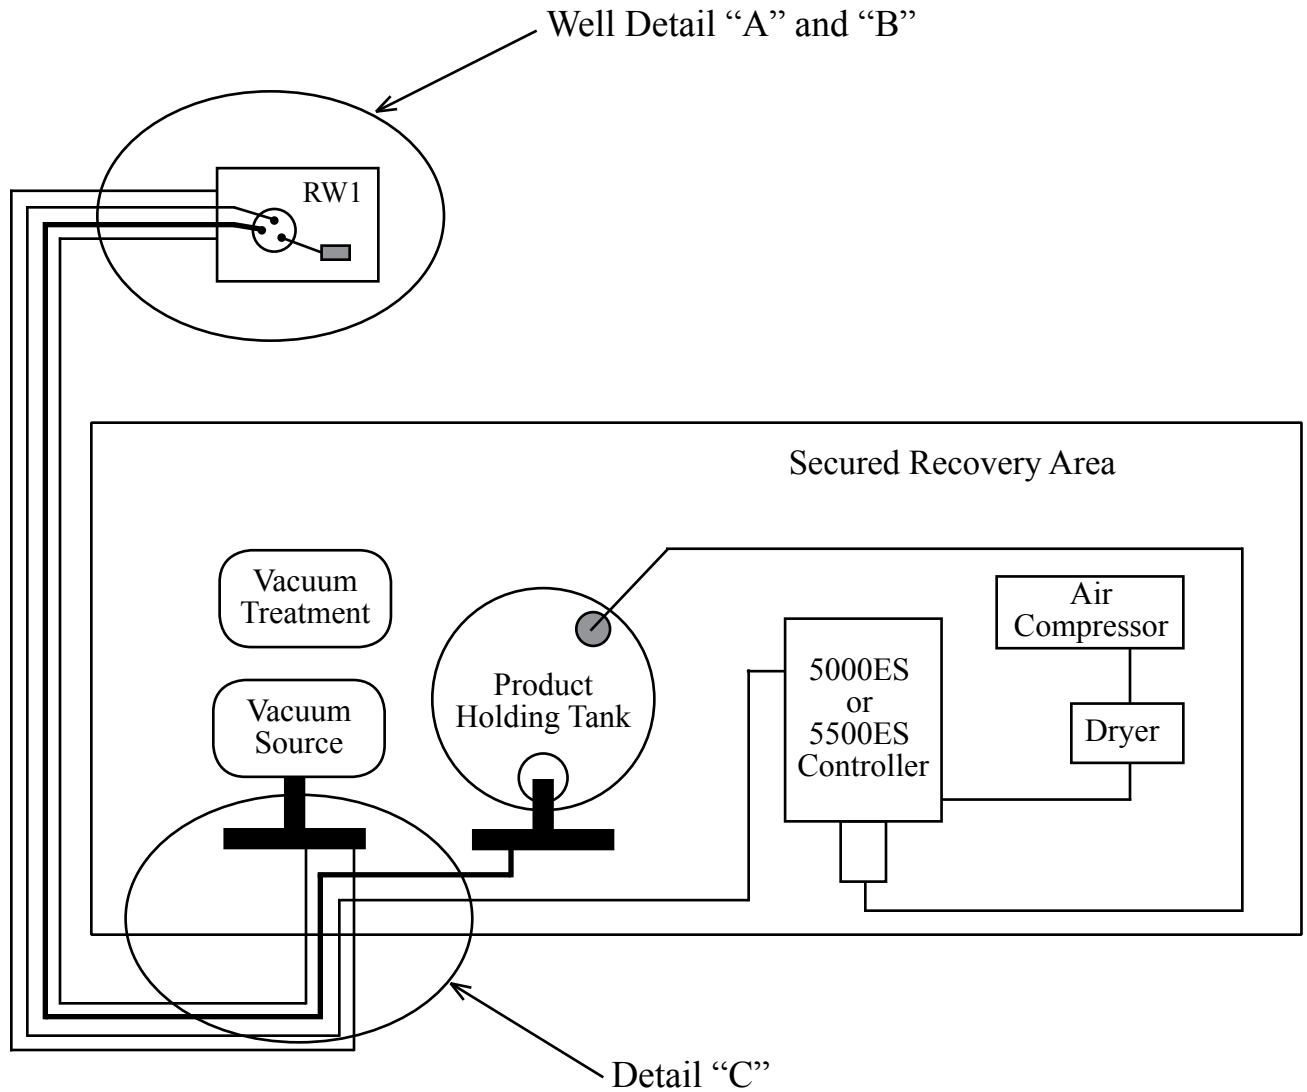 Well Detail “A” and “B”
RW1
Secured Recovery Area
Vacuum
Treatment
Air
Compressor
5000ES
or
5500ES
Controller
Product
Holding Tank
Vacuum
Source
Dryer
Detail “C”